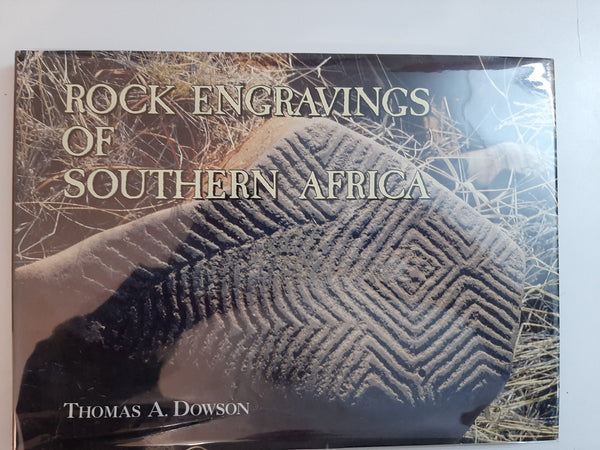 ROCK ENGRAVINGS
OF
SOUTHERN AFRICA
THOMAS A. DOWSON